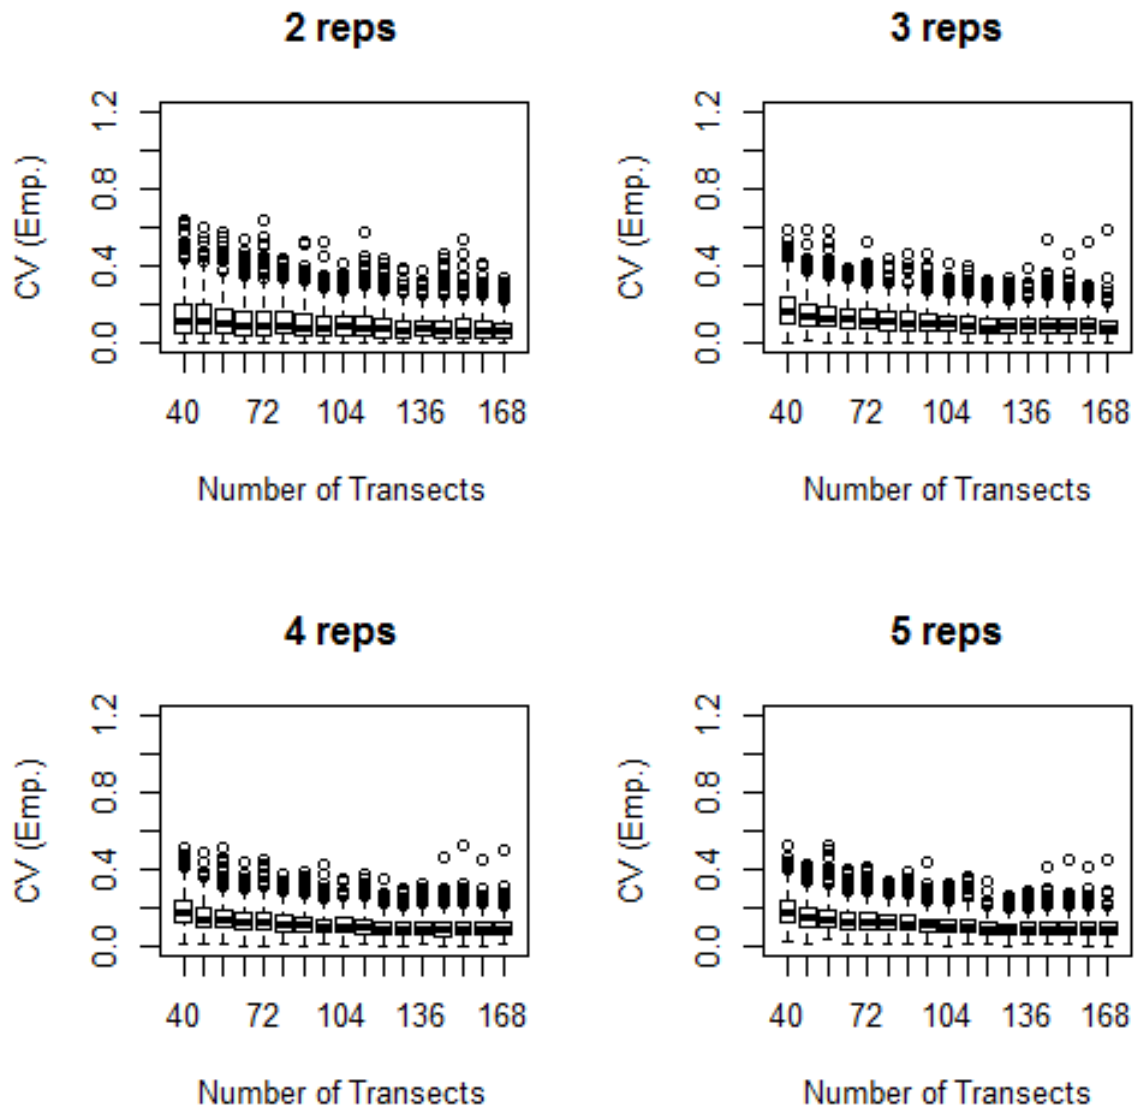 2 reps
CV (Emp.)
0.0 0.4 0.8 1.2
40 72 104 136 168
Number of Transects
3 reps
CV (Emp.)
0.0 0.4 0.8 1.2
40 72 104 136 168
Number of Transects
4 reps
CV (Emp.)
0.0 0.4 0.8 1.2
40 72 104 136 168
Number of Transects
5 reps
CV (Emp.)
0.0 0.4 0.8 1.2
40 72 104 136 168
Number of Transects